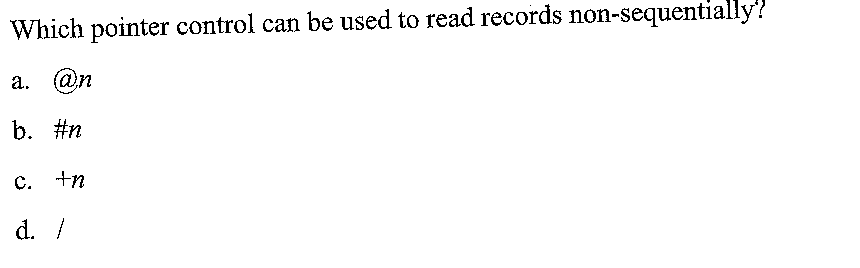 Which pointer control can be used to read records non-sequentially?
a. @n
b. #n
c. +n
d. /